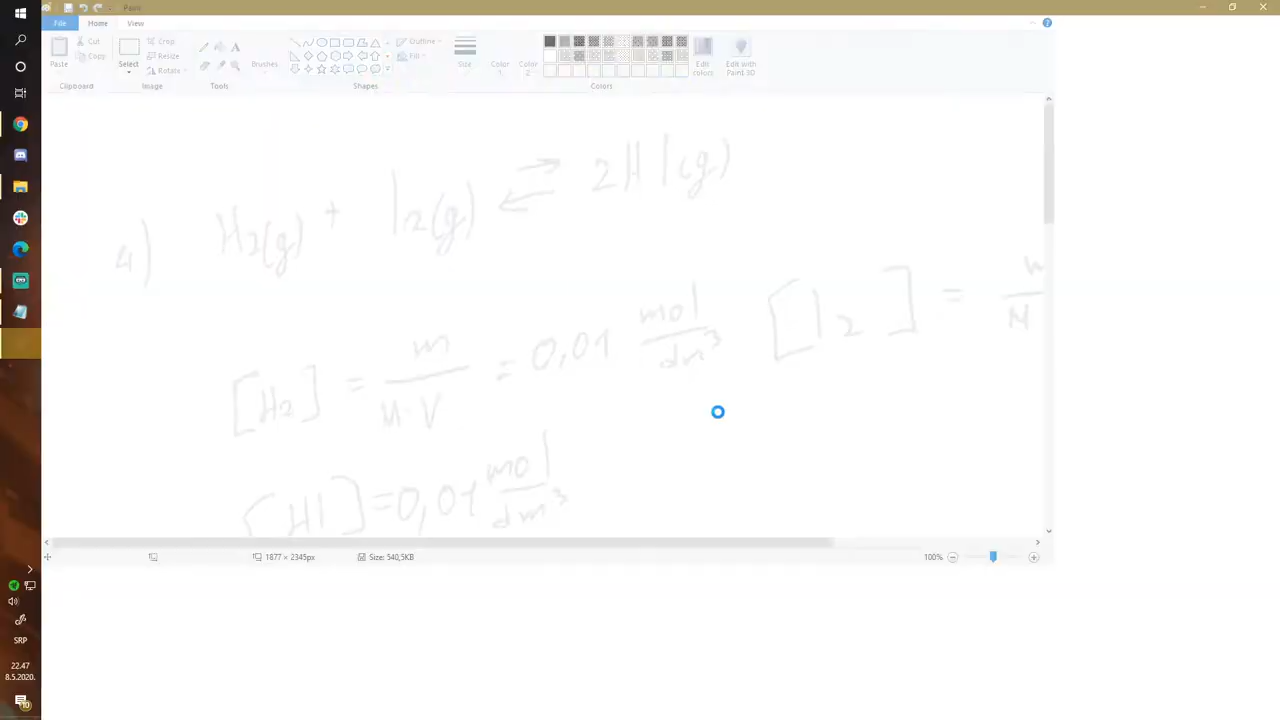 Paint
File Home View
Paste
Cut
Copy
Clipboard
Select
Crop
Resize
Rotate
Image
Tools
Brushes
Shapes
Outline
Fill
Size
Color 1
Color 2
Colors
Edit colors
Edit with Paint 3D
4) H2(g) + I2(g) ⇄ 2HI(g)
[H2] = m / M·V = 0,01 mol/dm³ [I2] =
[HI] = 0,01 mol/dm³
1877 × 2345px
Size: 540,5KB
100%
SRP
22.47
8.5.2020.